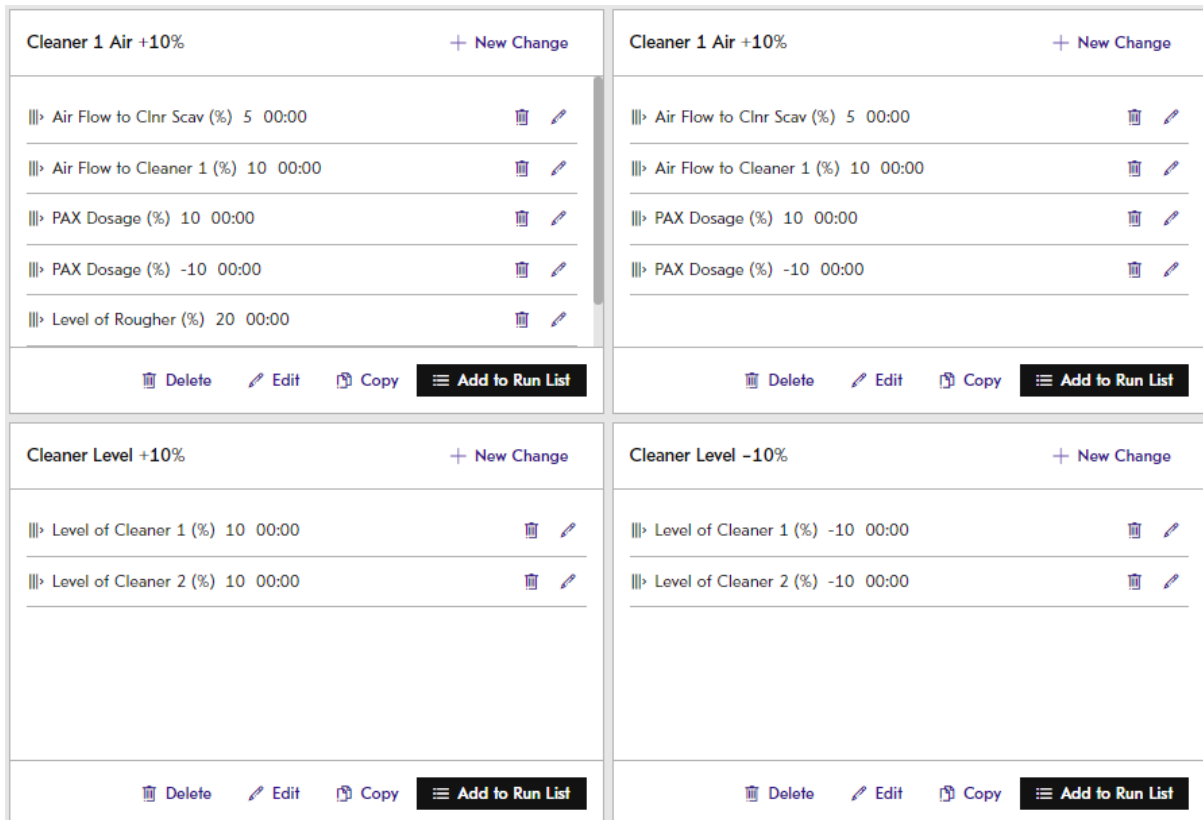 Cleaner 1 Air +10%
New Change
Air Flow to Clnr Scav (%) 5 00:00
Air Flow to Cleaner 1 (%) 10 00:00
PAX Dosage (%) 10 00:00
PAX Dosage (%) -10 00:00
Level of Rougher (%) 20 00:00
Delete Edit Copy Add to Run List
Cleaner 1 Air +10%
New Change
Air Flow to Clnr Scav (%) 5 00:00
Air Flow to Cleaner 1 (%) 10 00:00
PAX Dosage (%) 10 00:00
PAX Dosage (%) -10 00:00
Delete Edit Copy Add to Run List
Cleaner Level +10%
New Change
Level of Cleaner 1 (%) 10 00:00
Level of Cleaner 2 (%) 10 00:00
Delete Edit Copy Add to Run List
Cleaner Level -10%
New Change
Level of Cleaner 1 (%) -10 00:00
Level of Cleaner 2 (%) -10 00:00
Delete Edit Copy Add to Run List